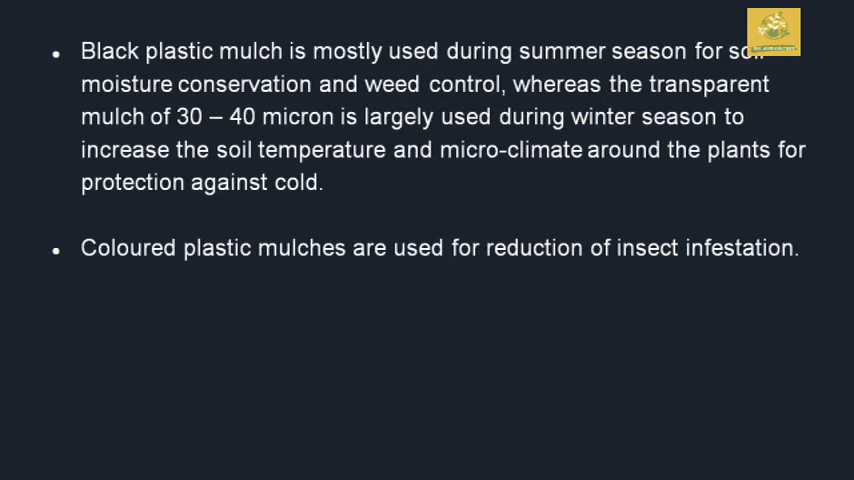 • Black plastic mulch is mostly used during summer season for soil
moisture conservation and weed control, whereas the transparent
mulch of 30 – 40 micron is largely used during winter season to
increase the soil temperature and micro-climate around the plants for
protection against cold.
• Coloured plastic mulches are used for reduction of insect infestation.